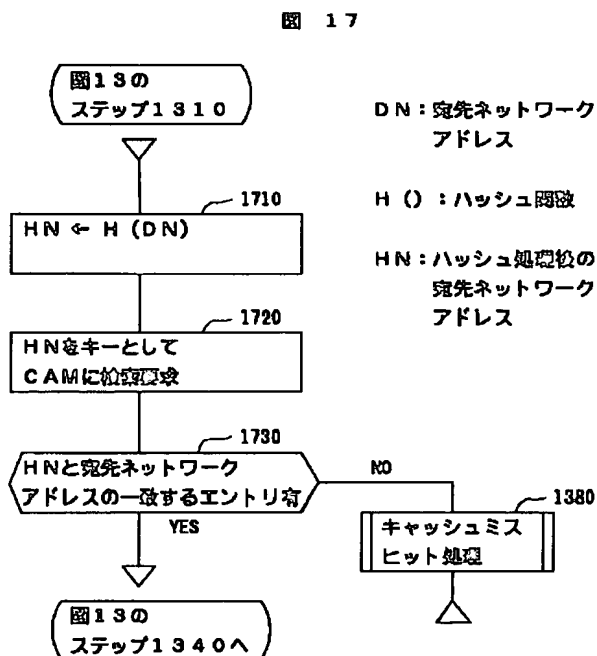 図 17
図13の
ステップ1310
DN：宛先ネットワーク
アドレス
H（）：ハッシュ関数
HN：ハッシュ処理後の
宛先ネットワーク
アドレス
1710
HN ← H（DN）
1720
HNをキーとして
CAMに検索要求
1730
HNと宛先ネットワーク
アドレスの一致するエントリ有
NO
YES
1380
キャッシュミス
ヒット処理
図13の
ステップ1340へ